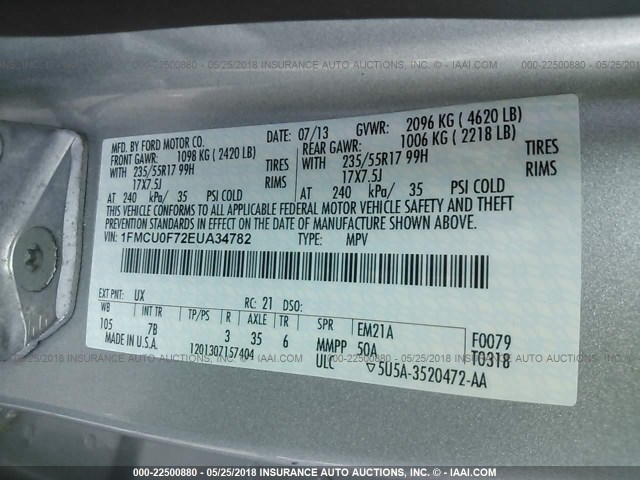 000-22500880 - 05/25/2018 INSURANCE AUTO AUCTIONS, INC. - WWW.IAAI.COM
MFD. BY FORD MOTOR CO. 07/13 GVWR: 2096 KG ( 4620 LB)
FRONT GAWR: 1098 KG ( 2420 LB) REAR GAWR: 1006 KG ( 2218 LB)
WITH 235/55R17 99H TIRES WITH 235/55R17 99H TIRES
17X7.5J 17X7.5J
AT 240 kPa/ 35 PSI COLD AT 240 kPa/ 35 PSI COLD
THIS VEHICLE CONFORMS TO ALL APPLICABLE FEDERAL MOTOR VEHICLE SAFETY AND THEFT
PREVENTION STANDARDS IN EFFECT ON THE DATE OF MANUFACTURE SHOWN ABOVE.
VIN: 1FMCU0F72EUA34782 TYPE: MPV
EXT PNT: UX RC: 21 DSO:
WB INT TR TP/PS R AXLE TR SPR EM21A F0079
105 7B 3 35 6 MMPP 50A T0318
MADE IN U.S.A. 1201307157404 ULC ▽5U5A-3520472-AA
000-22500880 - 05/25/2018 INSURANCE AUTO AUCTIONS, INC. - WWW.IAAI.COM